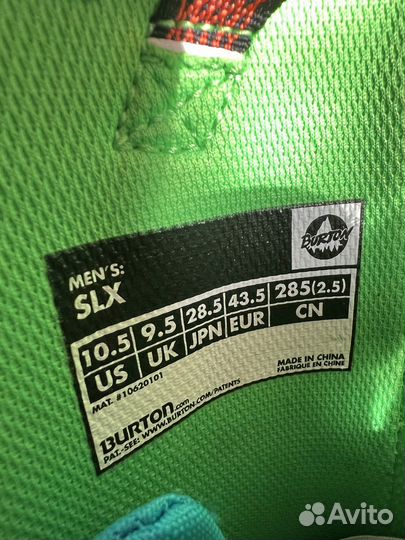 MEN'S:
SLX
BURTON
10.5 9.5 28.5 43.5 285(2.5)
US UK JPN EUR CN
MAT. #10620101
MADE IN CHINA
FABRIQUÉ EN CHINE
BURTON.com
PAT.-SEE: WWW.BURTON.COM/PATENTS
Avito